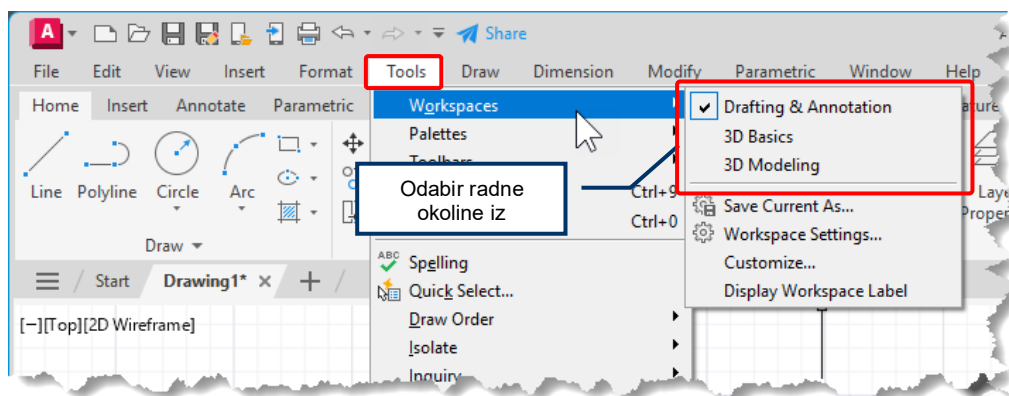 A
Share
File Edit View Insert Format Tools Draw Dimension Modify Parametric Window Help
Home Insert Annotate Parametric
Line Polyline Circle Arc
Draw
Start Drawing1*
[−][Top][2D Wireframe]
Workspaces
Palettes
Toolbars
Ctrl+9
Ctrl+0
Odabir radne
okoline iz
ABC Spelling
Quick Select...
Draw Order
Isolate
Inquiry
Drafting & Annotation
3D Basics
3D Modeling
Save Current As...
Workspace Settings...
Customize...
Display Workspace Label